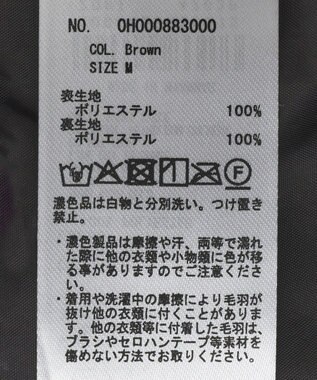 NO. 0H000883000
COL. Brown
SIZE M
表生地
ポリエステル 100%
裏生地
ポリエステル 100%
濃色品は白物と分別洗い。つけ置き
禁止。
・濃色製品は摩擦や汗、雨等で濡れ
た際に他の衣類や小物類に色が移
る事がありますのでご注意くださ
い。
・着用や洗濯中の摩擦により毛羽が
抜け他の衣類に付くことがありま
す。他の衣類等に付着した毛羽は、
ブラシやセロハンテープ等素材を
傷めない方法でお取りください。